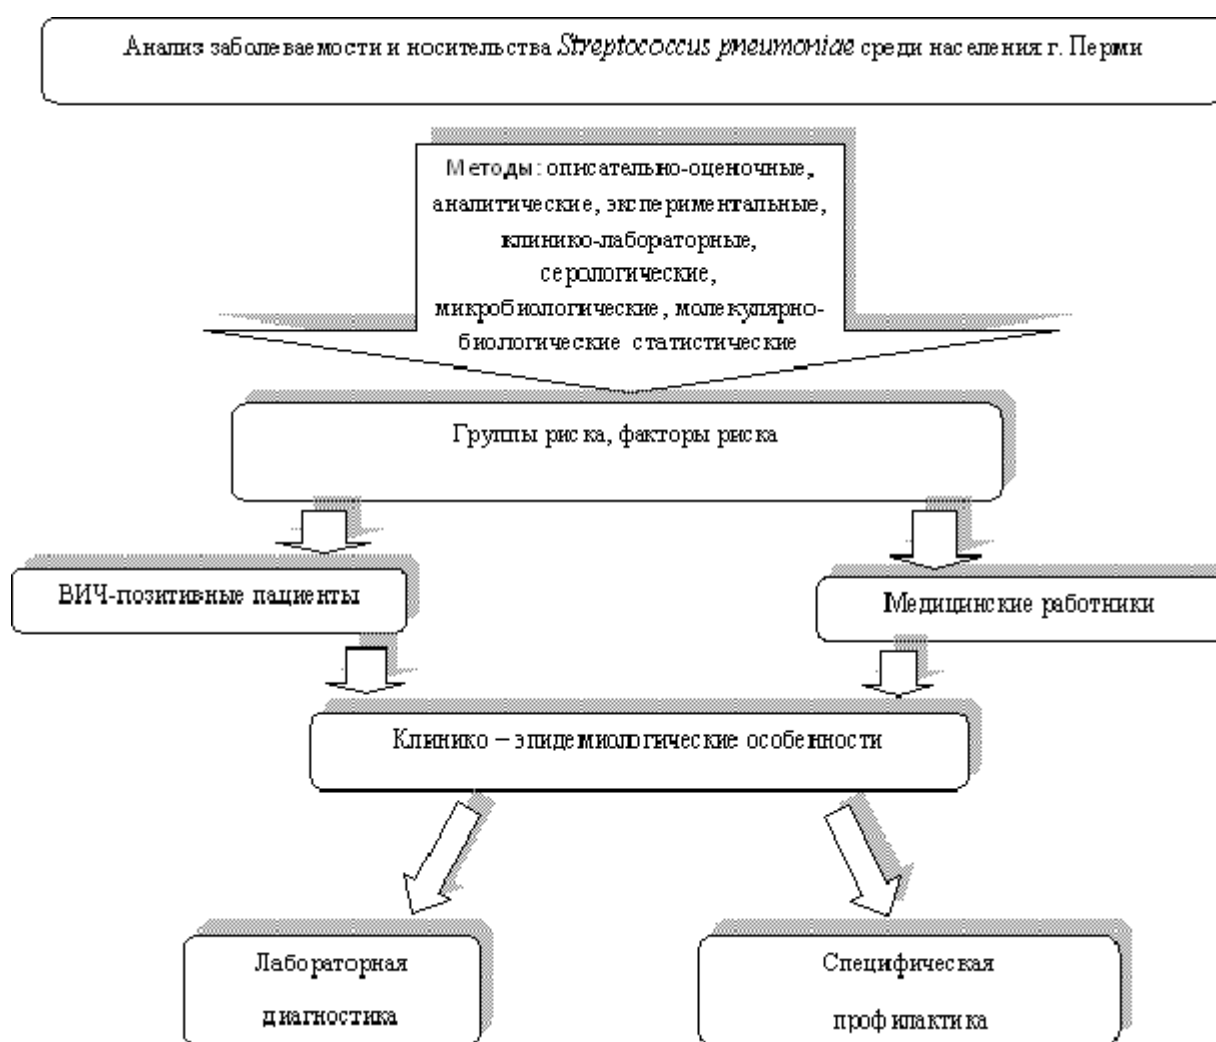 Анализ заболеваемости и носительства Streptococcus pneumoniae среди населения г. Перми
Методы: описательно-оценочные,
аналитические, экспериментальные,
клинико-лабораторные,
серологические,
микробиологические, молекулярно-
биологические статистические
Группы риска, факторы риска
ВИЧ-позитивные пациенты
Медицинские работники
Клинико – эпидемиологические особенности
Лабораторная
диагностика
Специфическая
профилактика